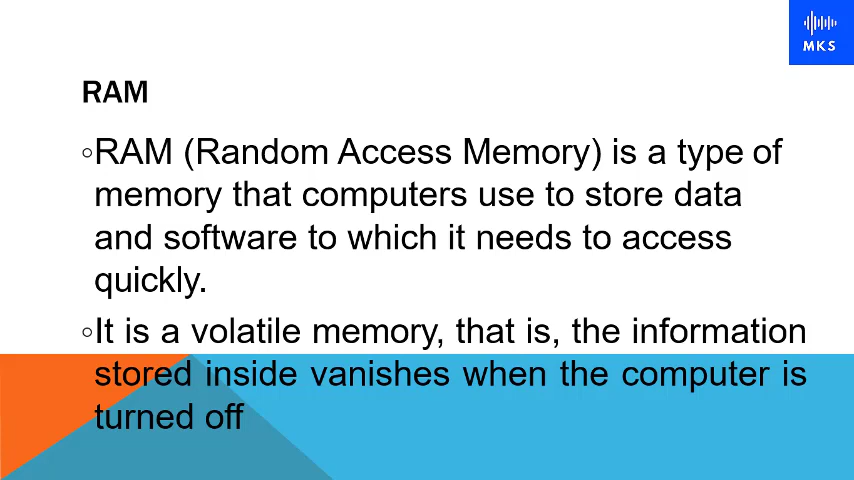 MKS
RAM
◦RAM (Random Access Memory) is a type of
memory that computers use to store data
and software to which it needs to access
quickly.
◦It is a volatile memory, that is, the information
stored inside vanishes when the computer is
turned off